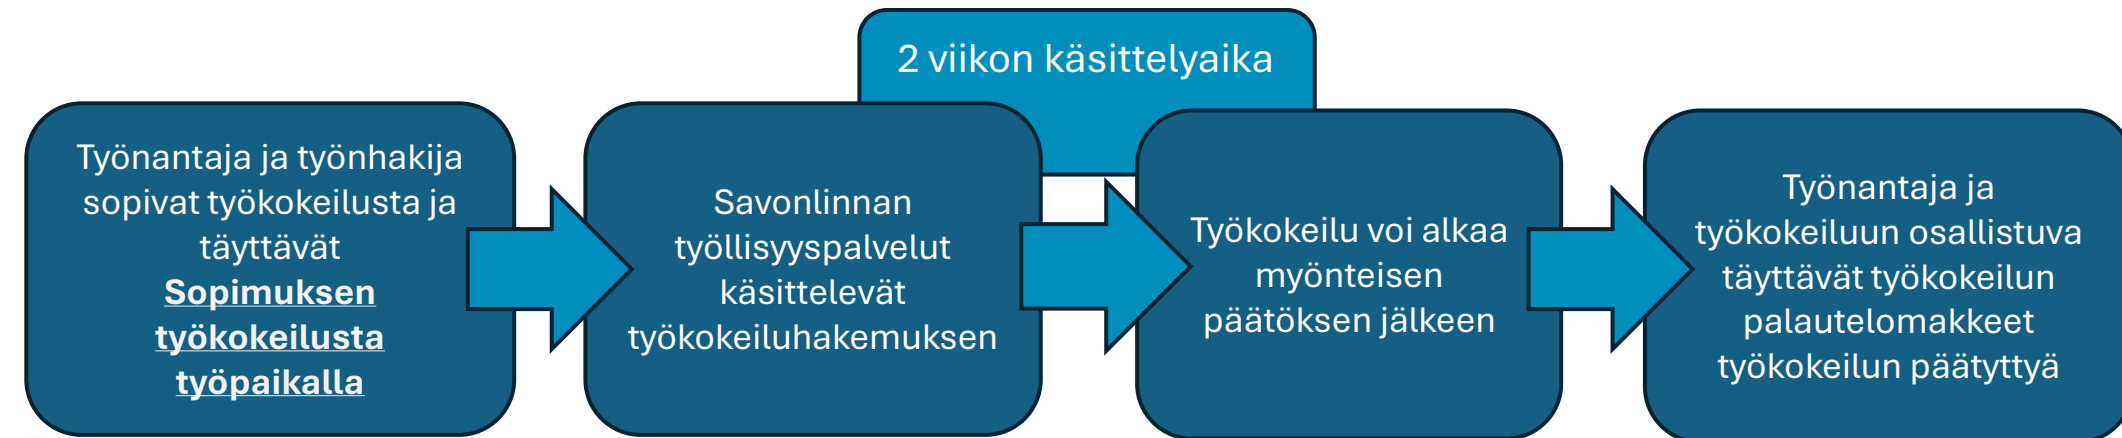 2 viikon käsittelyaika
Työnantaja ja työnhakija
sopivat työkokeilusta ja
täyttävät
Sopimuksen
työkokeilusta
työpaikalla
Savonlinnan
työllisyyspalvelut
käsittelevät
työkokeiluhakemuksen
Työkokeilu voi alkaa
myönteisen
päätöksen jälkeen
Työnantaja ja
työkokeiluun osallistuva
täyttävät työkokeilun
palautelomakkeet
työkokeilun päätyttyä